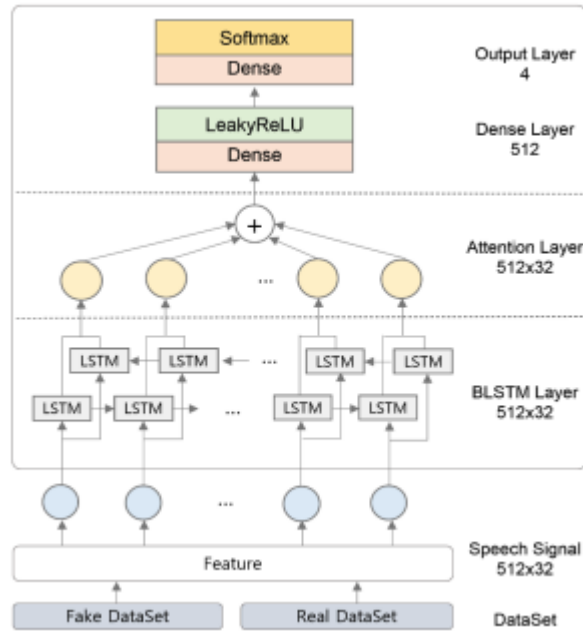 Softmax
Dense
Output Layer
4
LeakyReLU
Dense
Dense Layer
512
+
Attention Layer
512x32
...
LSTM LSTM ... LSTM LSTM
LSTM LSTM ... LSTM LSTM
BLSTM Layer
512x32
...
Feature
Speech Signal
512x32
Fake DataSet Real DataSet DataSet